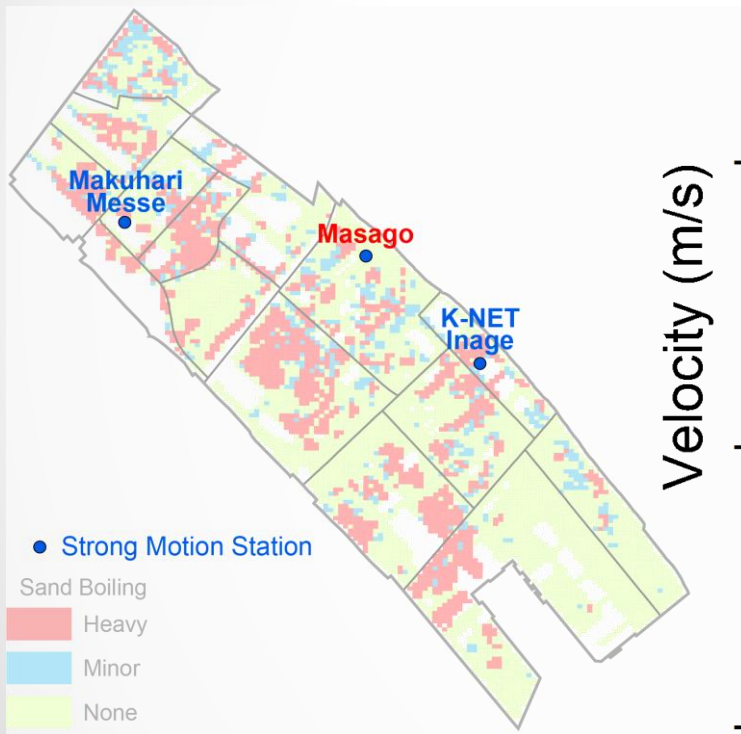 Makuhari
Messe
Masago
K-NET
Inage
Velocity (m/s)
Strong Motion Station
Sand Boiling
Heavy
Minor
None